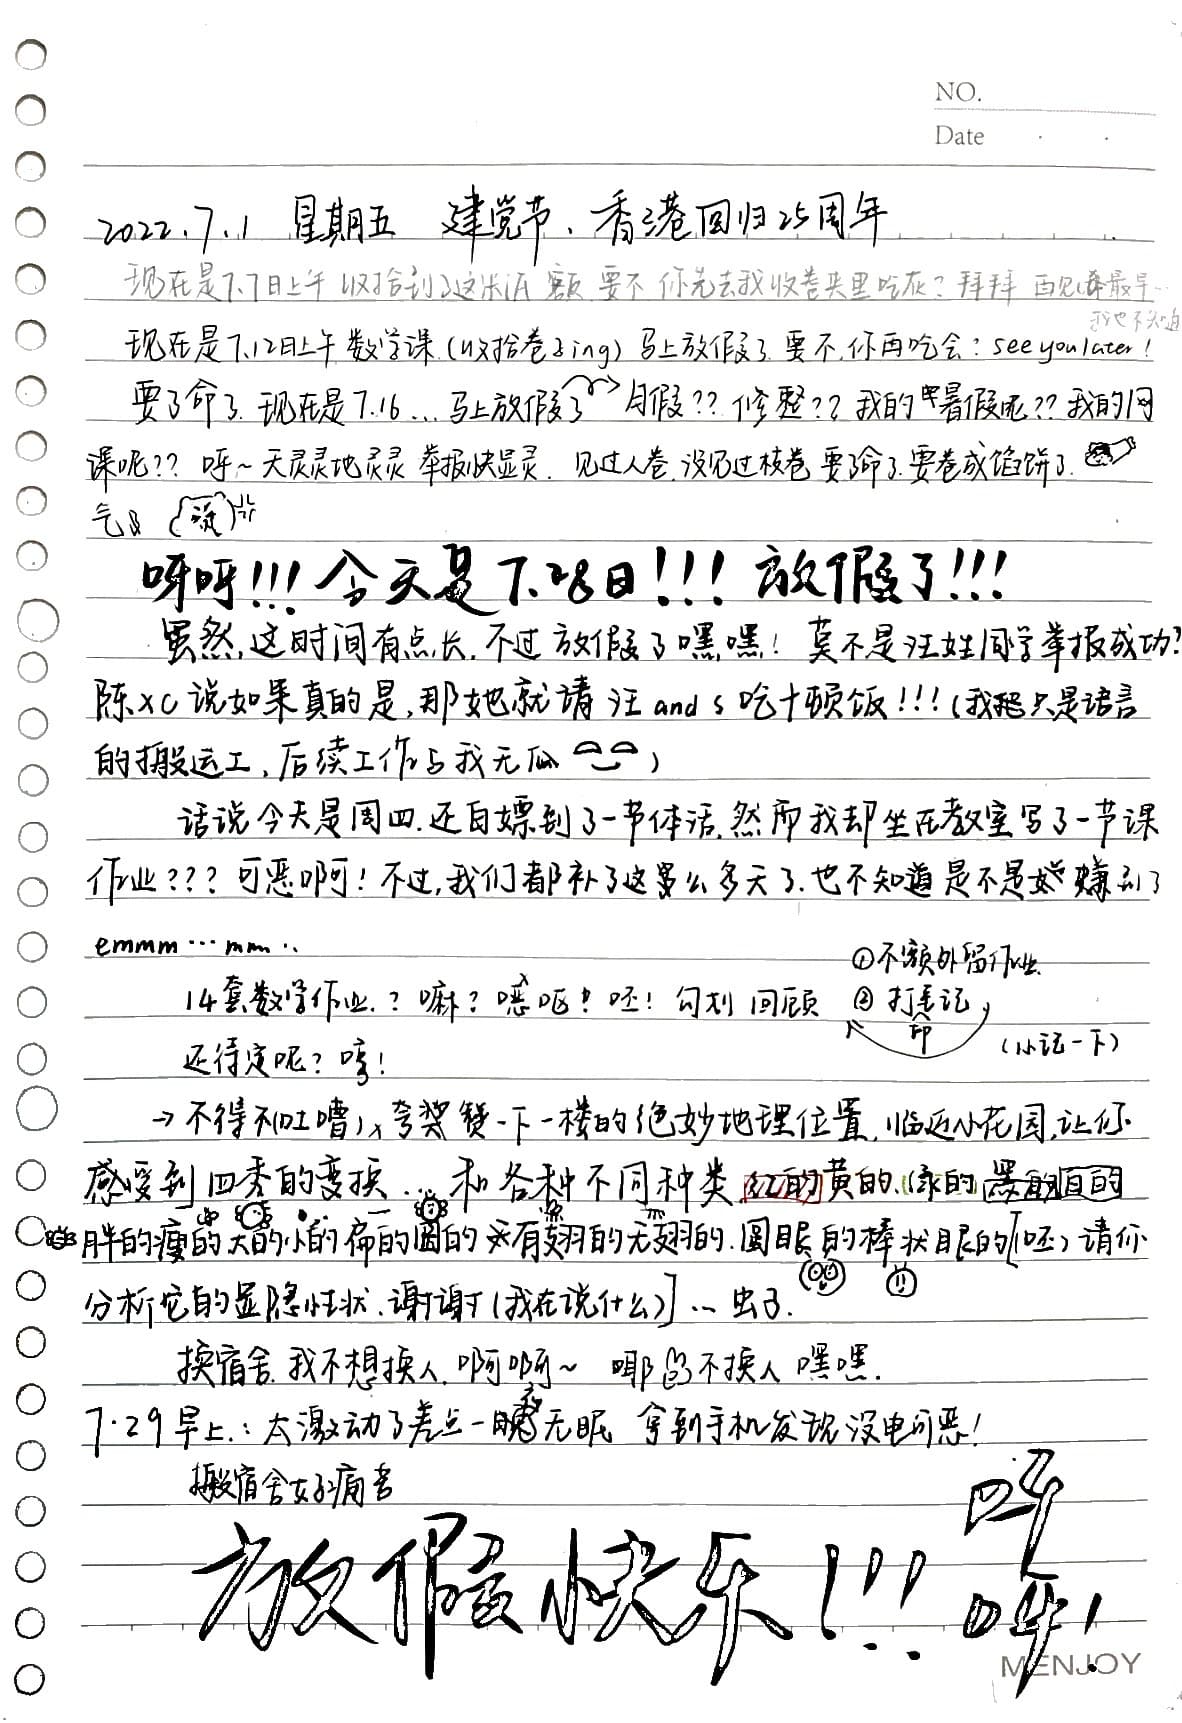 NO.
Date
2022.7.1 星期五 建党节、香港回归25周年
现在是7.7日上午 收拾到了这张纸 额 要不 你先去我收卷夹里吃灰? 拜拜 再见
我也不知道
现在是7.12日上午 数学课 (收拾卷子ing) 马上放假了 要不,你再吃会? see you later!
要了命了 现在是7.16... 马上放假了 月假?? 修整?? 我的暑假呢?? 我的网
课呢?? 呀~天灵灵地灵灵 举报快显灵. 见过人卷,没见过校卷 要了命了 要卷成馅饼了
气
呀呀!!! 今天是7.28日!!! 放假了!!!
虽然,这时间有点长,不过 放假了 嘿嘿! 莫不是汪姓同学举报成功?
陈xc 说如果真的是,那她就请 汪 and s 吃十顿饭!!! (我只是语言
的搬运工,后续工作与我无瓜)
话说今天是周四,还白嫖到了一节体活,然而我却坐在教室写了一节课
作业??? 可恶啊! 不过,我们都补了这么多天了,也不知道是不是她嫌到了
emmm...mm..
①不额外留作业
14套数学作业? 嘛? 恶呕! 呸! 勾划 回顾 ② 打印笔记
还待定呢? 哼! (小记一下)
→ 不得不(吐嘈)、夸奖赞一下一楼的绝妙地理位置,临近小花园,让你
感受到四季的变换... 和各种不同种类 红的黄的、绿的 黑的白的
胖的瘦的大的小的扁的圆的 有翅的无翅的、圆眼的棒状眼的[(呸) 请你
分析它的显隐性状,谢谢 (我在说什么)] ... 虫子.
换宿舍 我不想换人 啊啊~ 耶 不换人 嘿嘿.
7.29早上: 太激动了差点一夜无眠 拿到手机发现没电可恶!
搬宿舍好痛苦
放假快乐!!! 呀
呀!
MENJOY